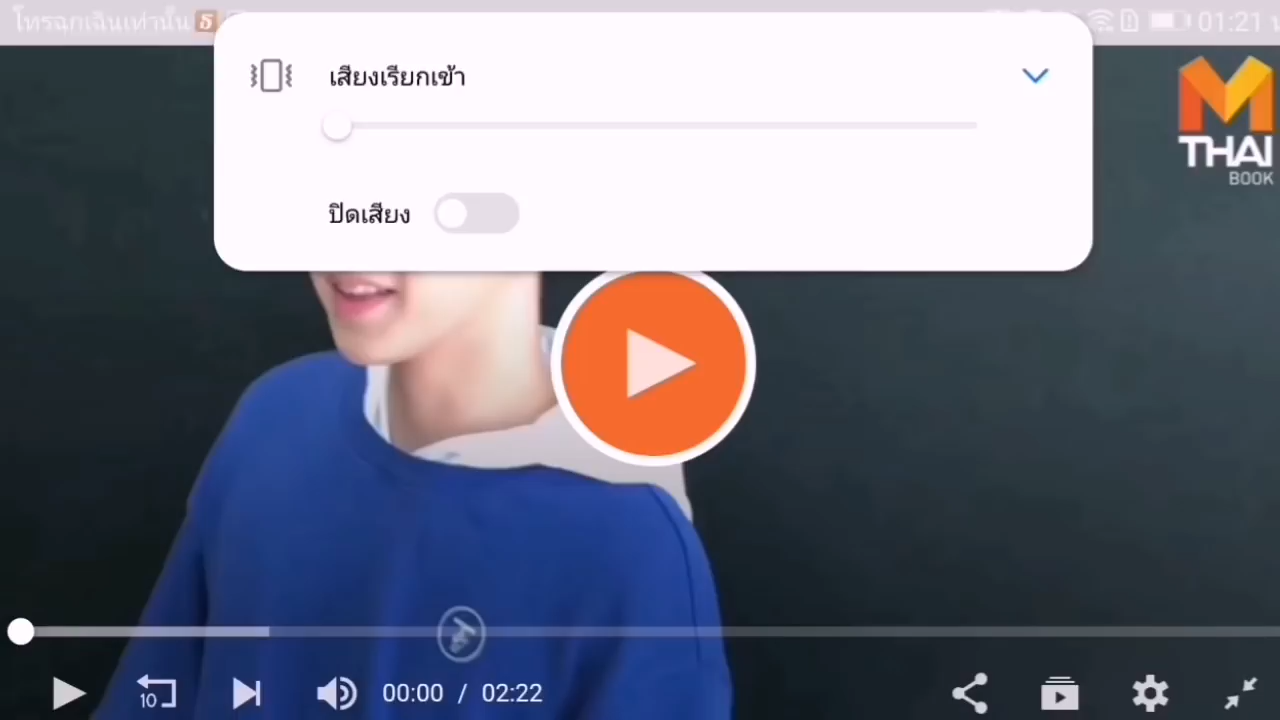 โทรฉุกเฉินเท่านั้น
01:21
เสียงเรียกเข้า
ปิดเสียง
THAI
BOOK
10
00:00 / 02:22